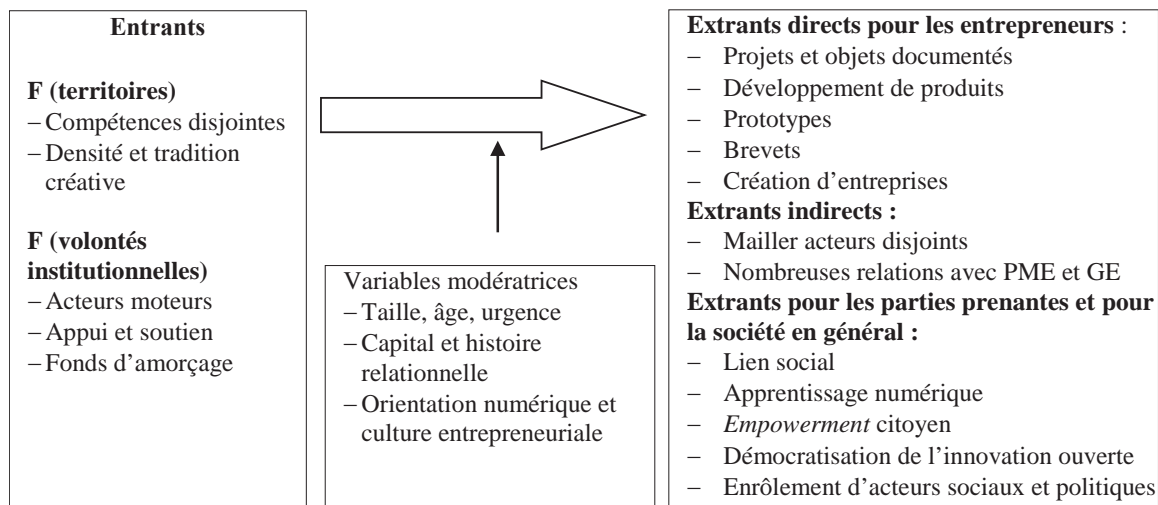 Entrants
F (territoires)
– Compétences disjointes
– Densité et tradition
créative
F (volontés
institutionnelles)
– Acteurs moteurs
– Appui et soutien
– Fonds d’amorçage
Variables modératrices
– Taille, âge, urgence
– Capital et histoire
relationnelle
– Orientation numérique et
culture entrepreneuriale
Extrants directs pour les entrepreneurs :
– Projets et objets documentés
– Développement de produits
– Prototypes
– Brevets
– Création d’entreprises
Extrants indirects :
– Mailler acteurs disjoints
– Nombreuses relations avec PME et GE
Extrants pour les parties prenantes et pour
la société en général :
– Lien social
– Apprentissage numérique
– Empowerment citoyen
– Démocratisation de l’innovation ouverte
– Enrôlement d’acteurs sociaux et politiques